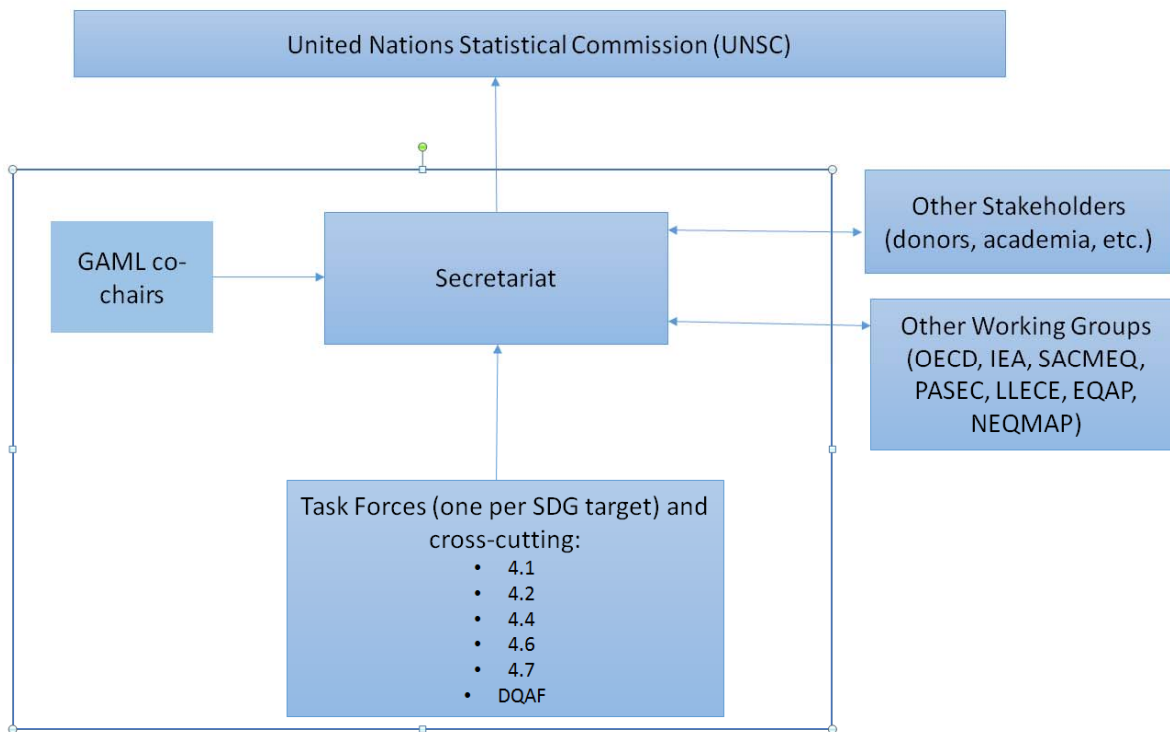 United Nations Statistical Commission (UNSC)
GAML co-
chairs
Secretariat
Other Stakeholders
(donors, academia, etc.)
Other Working Groups
(OECD, IEA, SACMEQ,
PASEC, LLECE, EQAP,
NEQMAP)
Task Forces (one per SDG target) and
cross-cutting:
• 4.1
• 4.2
• 4.4
• 4.6
• 4.7
• DQAF